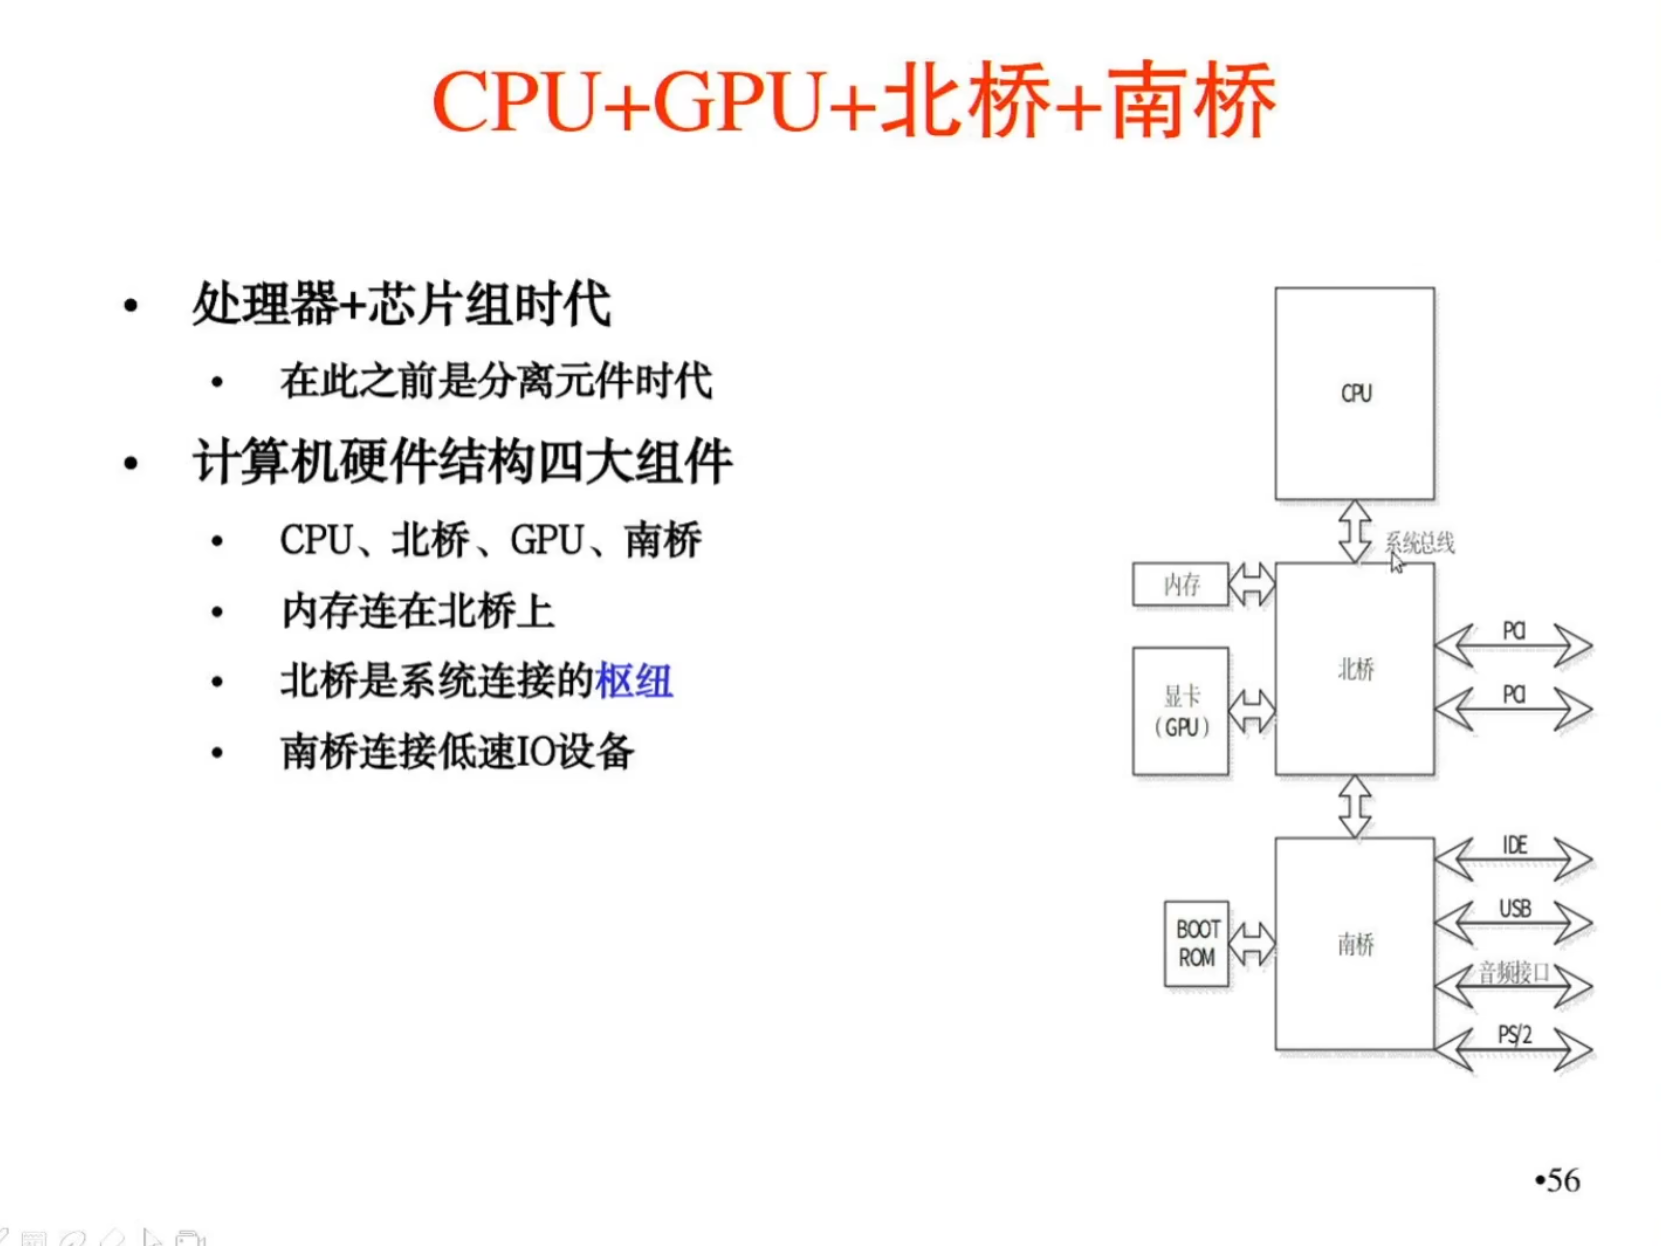 CPU+GPU+北桥+南桥
• 处理器+芯片组时代
• 在此之前是分离元件时代
• 计算机硬件结构四大组件
• CPU、北桥、GPU、南桥
• 内存连在北桥上
• 北桥是系统连接的枢纽
• 南桥连接低速IO设备
CPU
系统总线
内存
北桥
显卡
（GPU）
PCI
PCI
南桥
BOOT
ROM
IDE
USB
音频接口
PS/2
•56